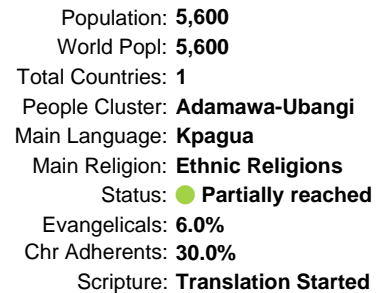 Population: 5,600
World Popl: 5,600
Total Countries: 1
People Cluster: Adamawa-Ubangi
Main Language: Kpagua
Main Religion: Ethnic Religions
Status: Partially reached
Evangelicals: 6.0%
Chr Adherents: 30.0%
Scripture: Translation Started